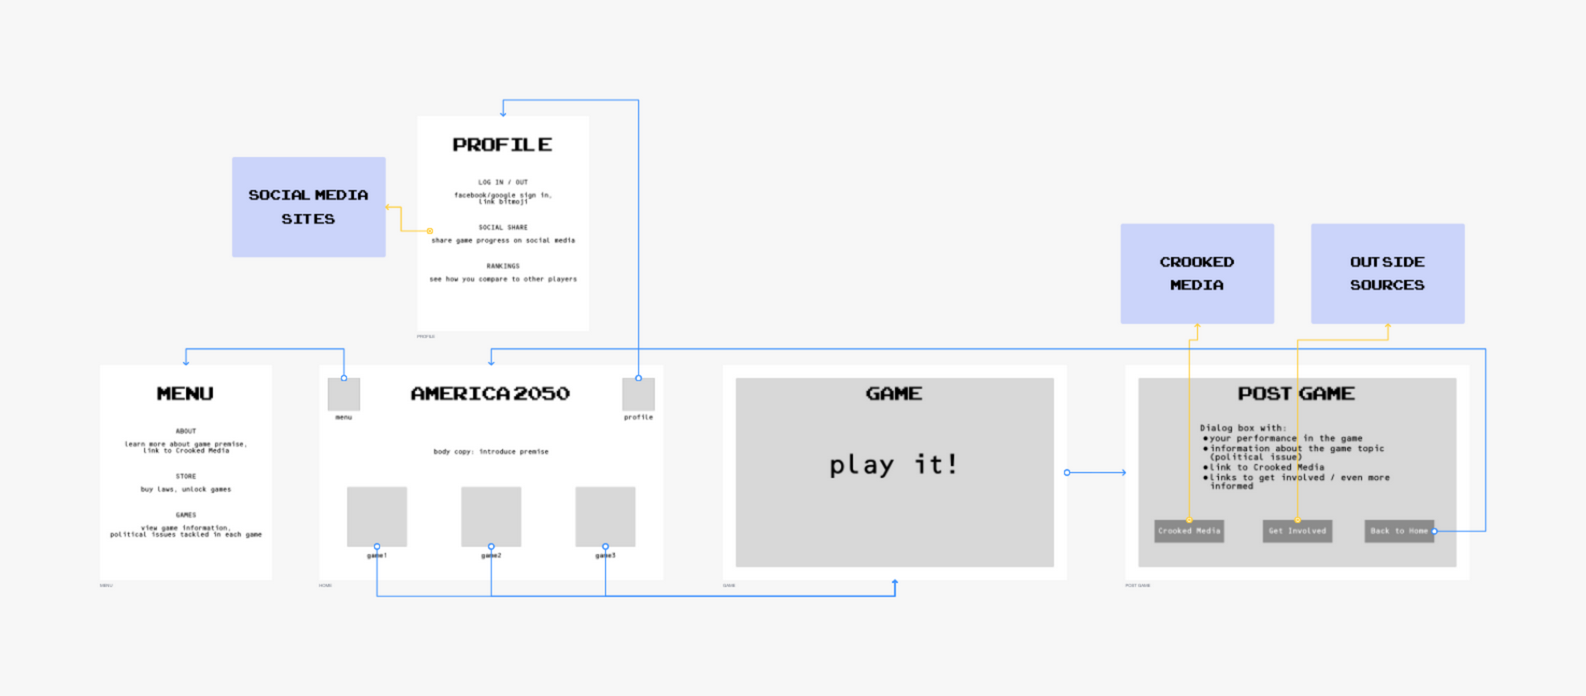 PROFILE
LOG IN / OUT
facebook/google sign in,
link bitmoji
SOCIAL SHARE
share game progress on social media
RANKINGS
see how you compare to other players
PROFILE
SOCIAL MEDIA
SITES
CROOKED
MEDIA
OUTSIDE
SOURCES
MENU
ABOUT
learn more about game premise,
link to Crooked Media
STORE
buy laws, unlock games
GAMES
view game information,
political issues tackled in each game
MENU
AMERICA 2050
menu
profile
body copy: introduce premise
game1
game2
game3
HOME
GAME
play it!
GAME
POST GAME
Dialog box with:
•your performance in the game
•information about the game topic
(political issue)
•link to Crooked Media
•links to get involved / even more
informed
Crooked Media
Get Involved
Back to Home
POST GAME